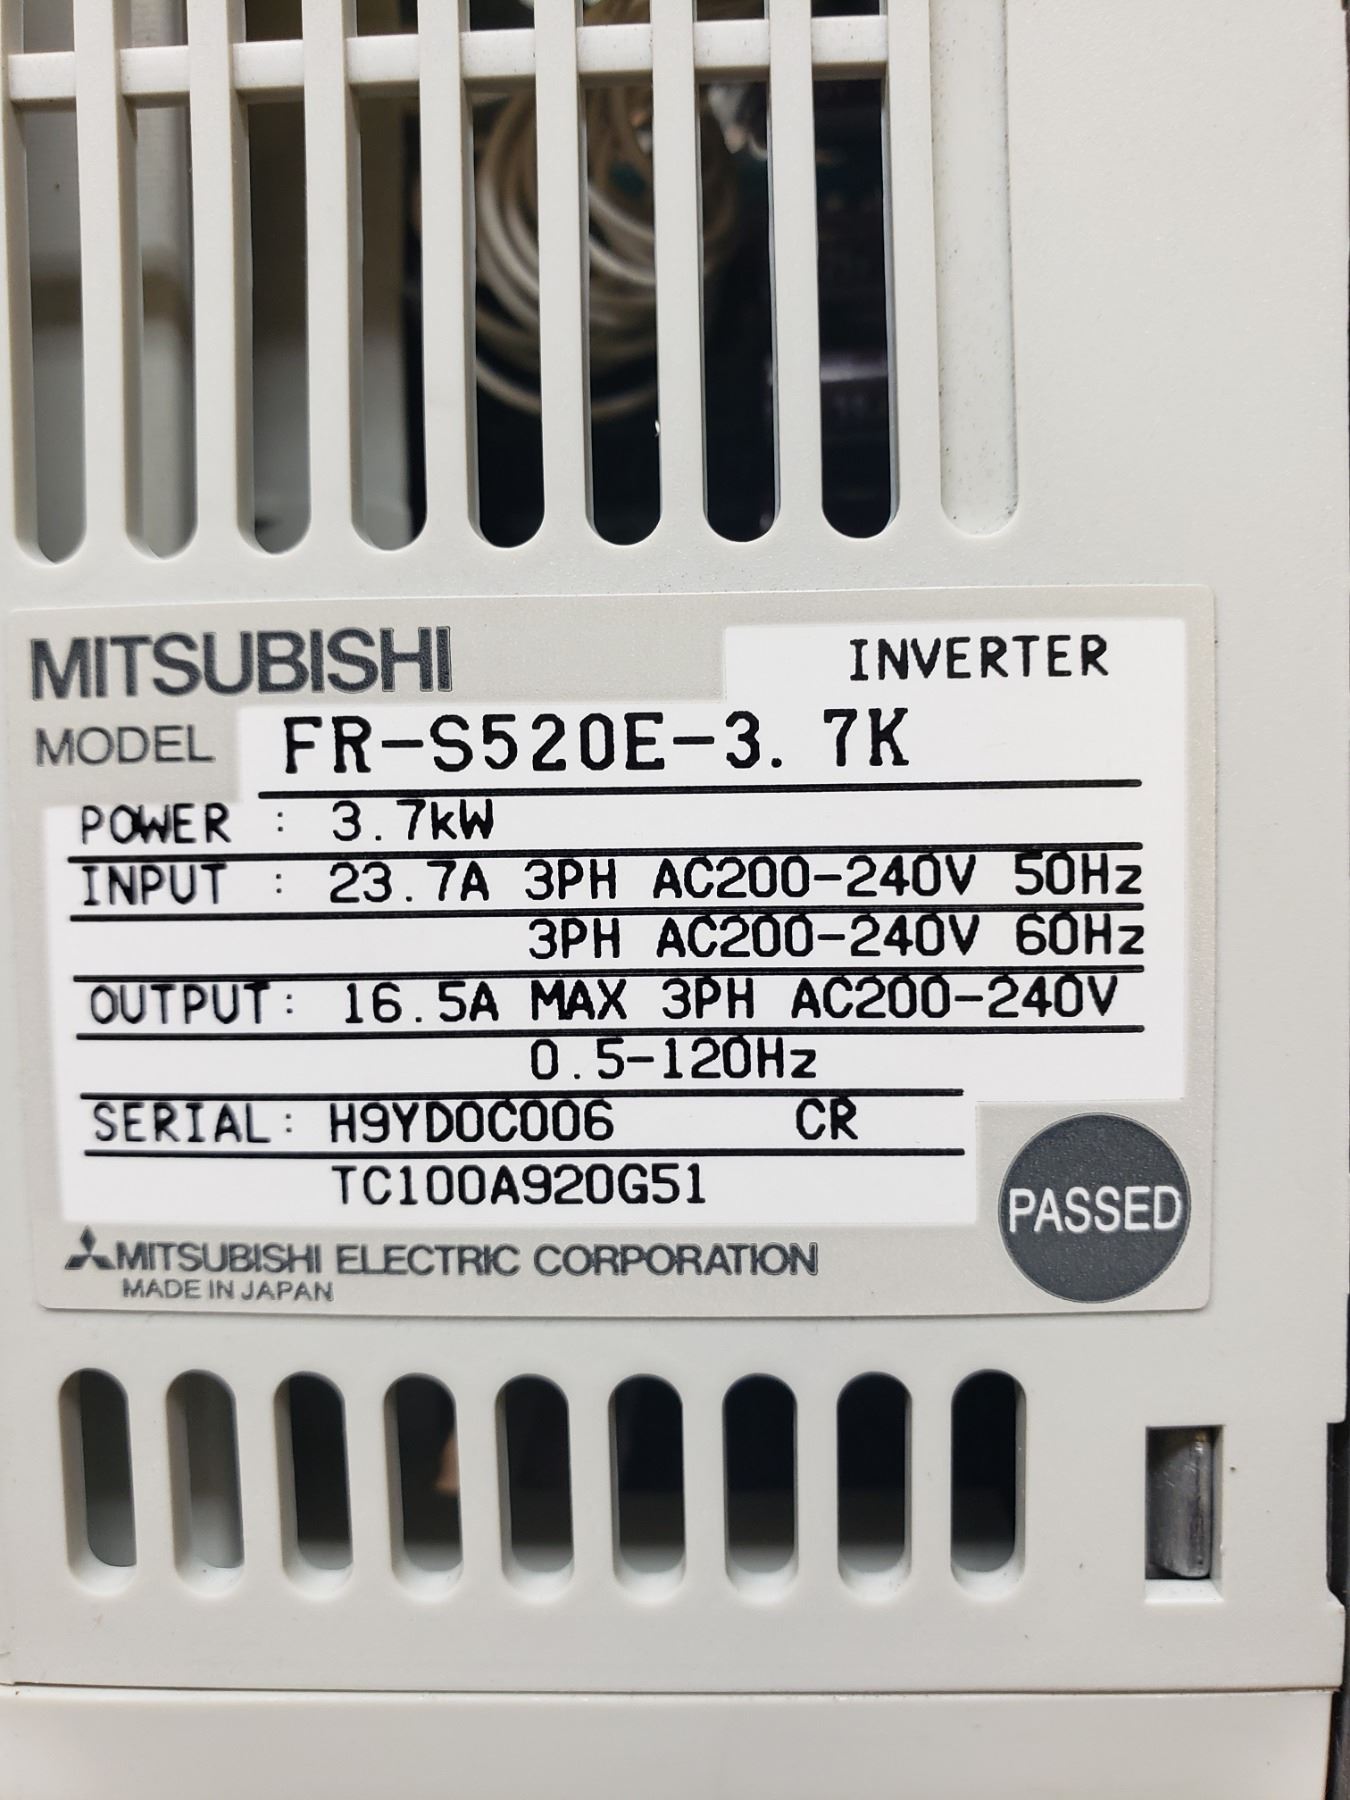 MITSUBISHI
INVERTER
MODEL FR-S520E-3. 7K
POWER : 3.7kW
INPUT : 23.7A 3PH AC200-240V 50Hz
3PH AC200-240V 60Hz
OUTPUT: 16.5A MAX 3PH AC200-240V
0.5-120Hz
SERIAL: H9YD0C006 CR
TC100A920G51
PASSED
MITSUBISHI ELECTRIC CORPORATION
MADE IN JAPAN